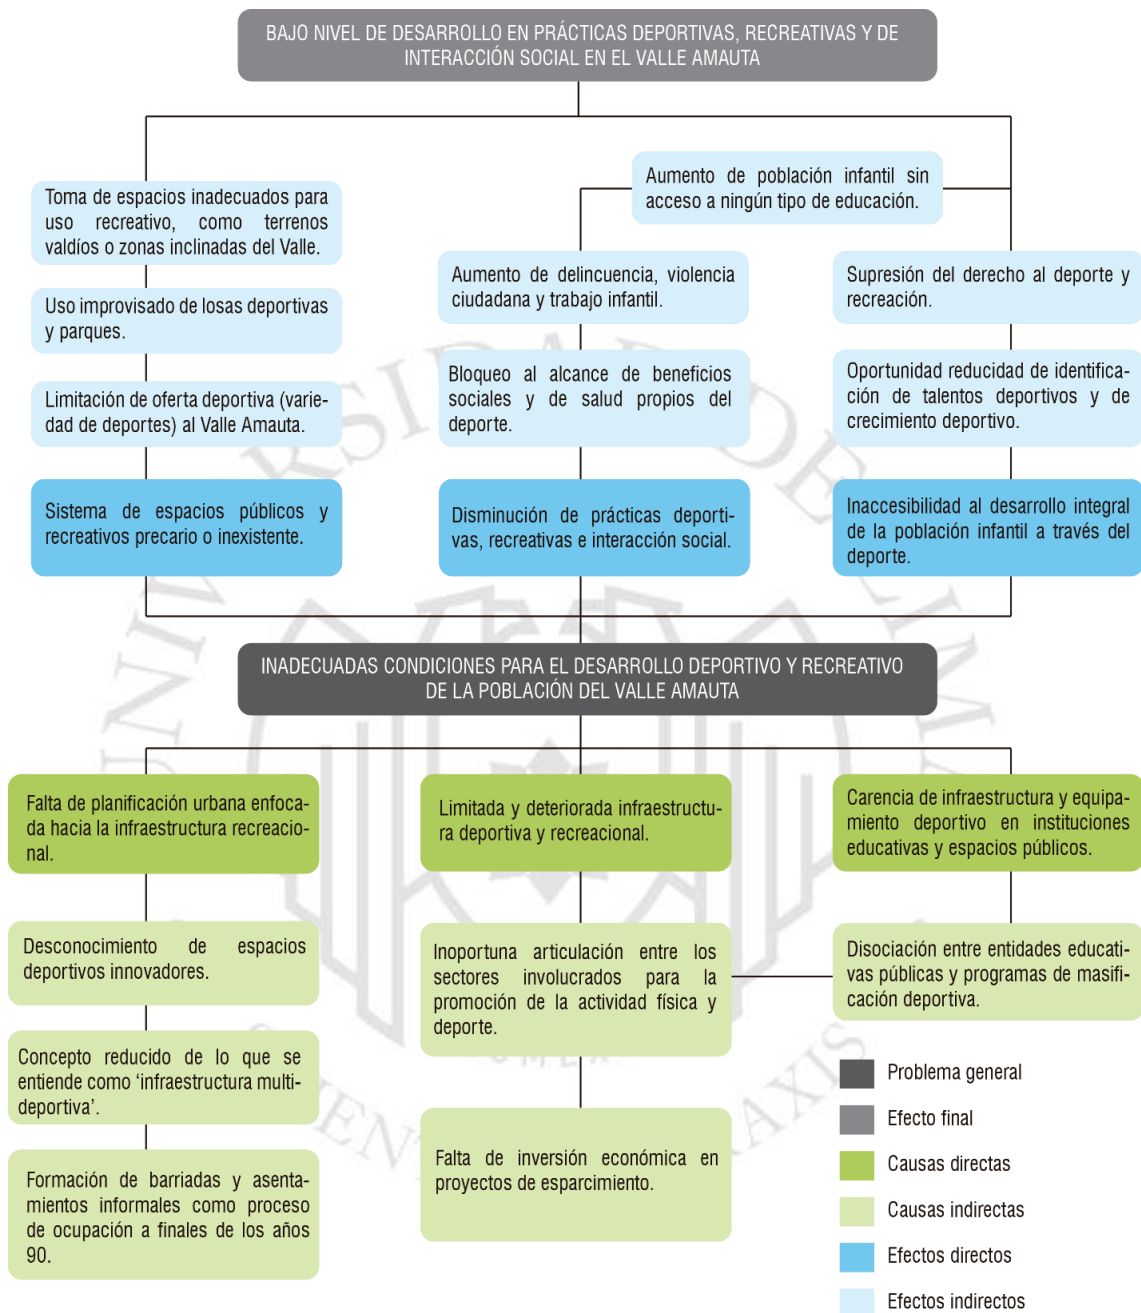 BAJO NIVEL DE DESARROLLO EN PRÁCTICAS DEPORTIVAS, RECREATIVAS Y DE
INTERACCIÓN SOCIAL EN EL VALLE AMAUTA
Toma de espacios inadecuados para
uso recreativo, como terrenos
valdíos o zonas inclinadas del Valle.
Uso improvisado de losas deportivas
y parques.
Limitación de oferta deportiva (varie-
dad de deportes) al Valle Amauta.
Sistema de espacios públicos y
recreativos precario o inexistente.
Aumento de población infantil sin
acceso a ningún tipo de educación.
Aumento de delincuencia, violencia
ciudadana y trabajo infantil.
Bloqueo al alcance de beneficios
sociales y de salud propios del
deporte.
Disminución de prácticas deporti-
vas, recreativas e interacción social.
Supresión del derecho al deporte y
recreación.
Oportunidad reducidad de identifica-
ción de talentos deportivos y de
crecimiento deportivo.
Inaccesibilidad al desarrollo integral
de la población infantil a través del
deporte.
INADECUADAS CONDICIONES PARA EL DESARROLLO DEPORTIVO Y RECREATIVO
DE LA POBLACIÓN DEL VALLE AMAUTA
Falta de planificación urbana enfoca-
da hacia la infraestructura recreacio-
nal.
Desconocimiento de espacios
deportivos innovadores.
Concepto reducido de lo que se
entiende como ‘infraestructura multi-
deportiva’.
Formación de barriadas y asenta-
mientos informales como proceso
de ocupación a finales de los años
90.
Limitada y deteriorada infraestructu-
ra deportiva y recreacional.
Inoportuna articulación entre los
sectores involucrados para la
promoción de la actividad física y
deporte.
Falta de inversión económica en
proyectos de esparcimiento.
Carencia de infraestructura y equipa-
miento deportivo en instituciones
educativas y espacios públicos.
Disociación entre entidades educati-
vas públicas y programas de masifi-
cación deportiva.
Problema general
Efecto final
Causas directas
Causas indirectas
Efectos directos
Efectos indirectos